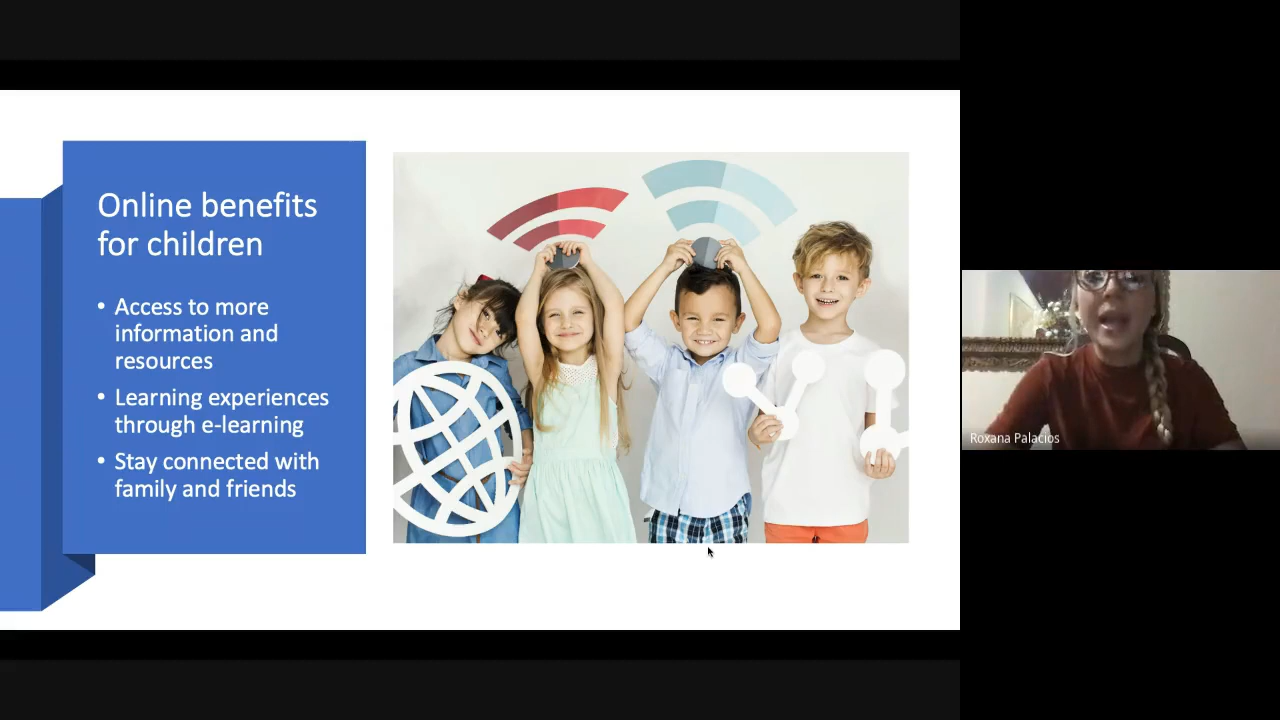 Online benefits
for children
• Access to more
information and
resources
• Learning experiences
through e-learning
• Stay connected with
family and friends
Roxana Palacios